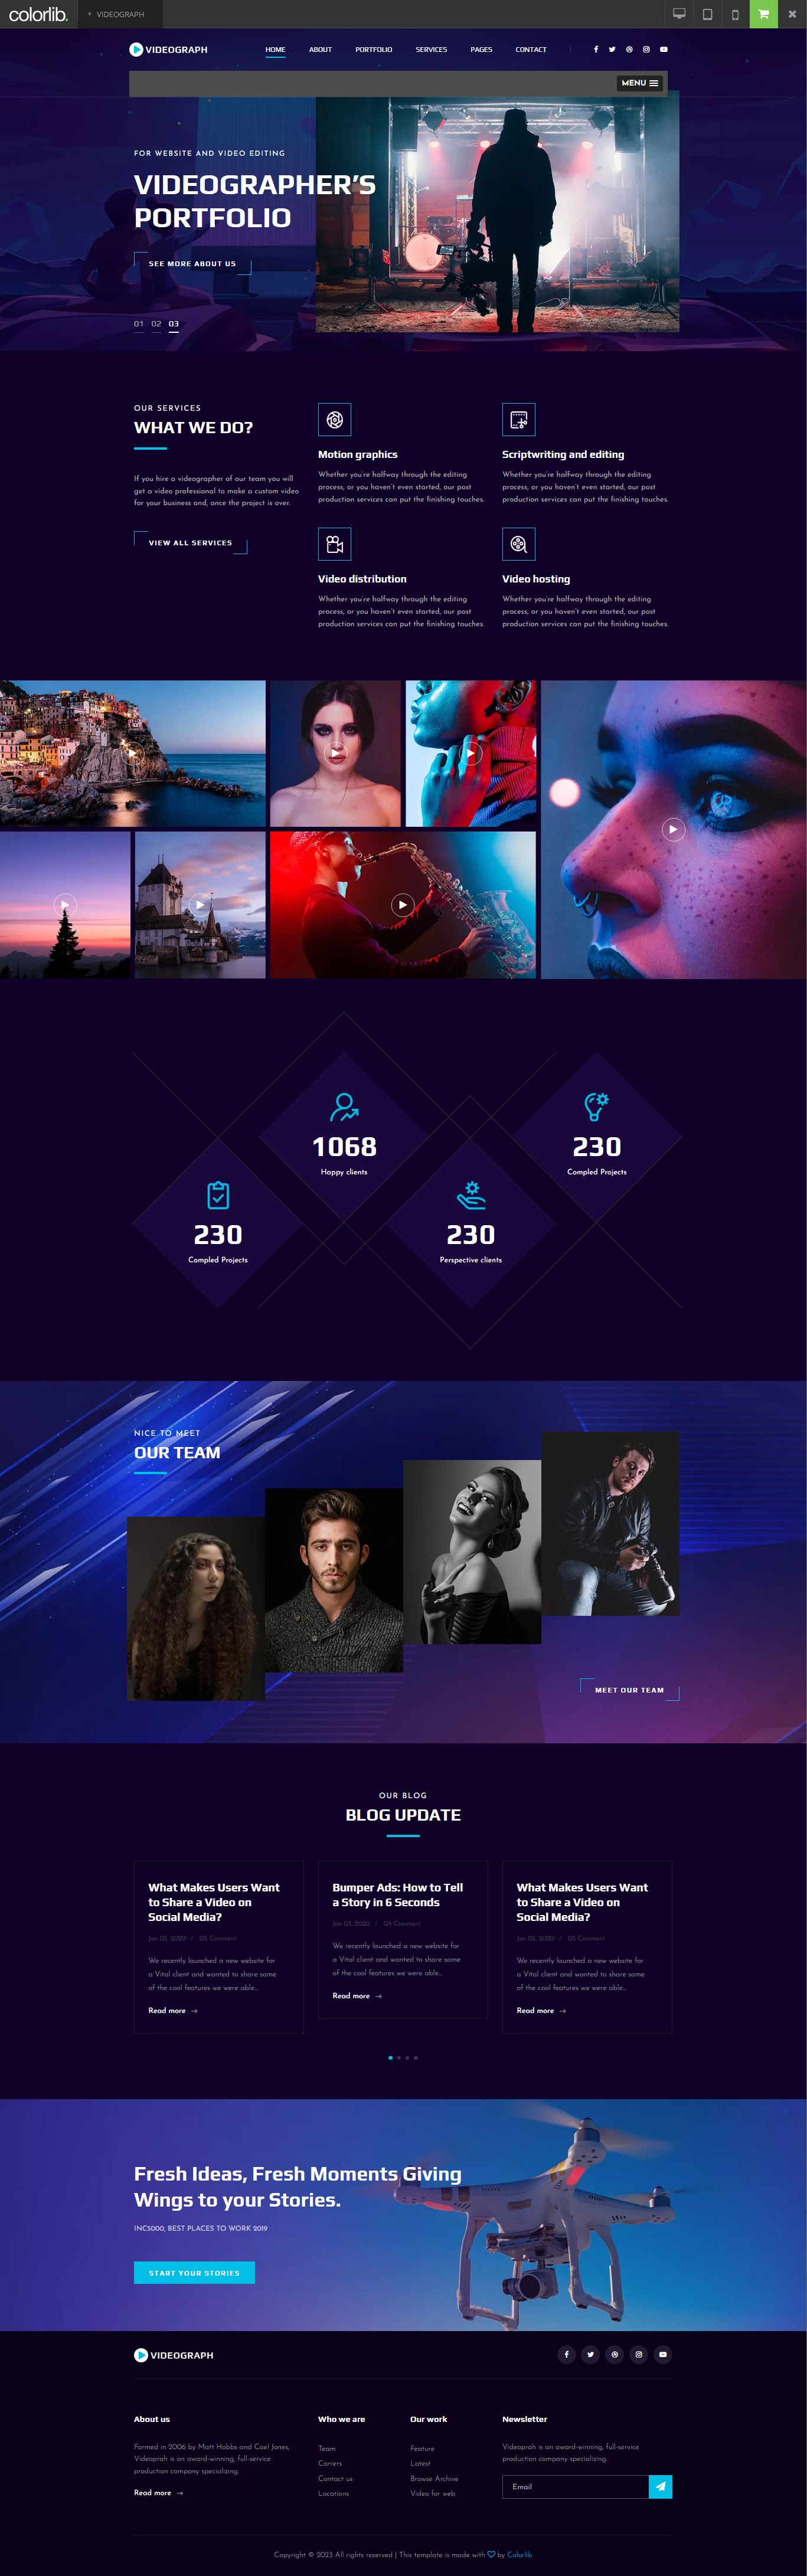 colorlib.
+ VIDEOGRAPH
VIDEOGRAPH
HOME ABOUT PORTFOLIO SERVICES PAGES CONTACT
MENU
FOR WEBSITE AND VIDEO EDITING
VIDEOGRAPHER'S
PORTFOLIO
SEE MORE ABOUT US
01 02 03
OUR SERVICES
WHAT WE DO?
If you hire a videographer of our team you will
get a video professional to make a custom video
for your business and, once the project is over.
VIEW ALL SERVICES
Motion graphics
Whether you're halfway through the editing
process, or you haven't even started, our post
production services can put the finishing touches.
Scriptwriting and editing
Whether you're halfway through the editing
process, or you haven't even started, our post
production services can put the finishing touches.
Video distribution
Whether you're halfway through the editing
process, or you haven't even started, our post
production services can put the finishing touches.
Video hosting
Whether you're halfway through the editing
process, or you haven't even started, our post
production services can put the finishing touches.
230
Compled Projects
1068
Happy clients
230
Perspective clients
230
Compled Projects
NICE TO MEET
OUR TEAM
MEET OUR TEAM
OUR BLOG
BLOG UPDATE
What Makes Users Want
to Share a Video on
Social Media?
Jan 03, 2020 / 05 Comment
We recently launched a new website for
a Vital client and wanted to share some
of the cool features we were able...
Read more
Bumper Ads: How to Tell
a Story in 6 Seconds
Jan 03, 2020 / 05 Comment
We recently launched a new website for
a Vital client and wanted to share some
of the cool features we were able...
Read more
What Makes Users Want
to Share a Video on
Social Media?
Jan 03, 2020 / 05 Comment
We recently launched a new website for
a Vital client and wanted to share some
of the cool features we were able...
Read more
Fresh Ideas, Fresh Moments Giving
Wings to your Stories.
INC5000, BEST PLACES TO WORK 2019
START YOUR STORIES
VIDEOGRAPH
About us
Formed in 2006 by Matt Hobbs and Cael Jones,
Videoprah is an award-winning, full-service
production company specializing.
Read more
Who we are
Team
Carrers
Contact us
Locations
Our work
Feature
Latest
Browse Archive
Video for web
Newsletter
Videoprah is an award-winning, full-service
production company specializing.
Email
Copyright © 2023 All rights reserved | This template is made with by Colorlib